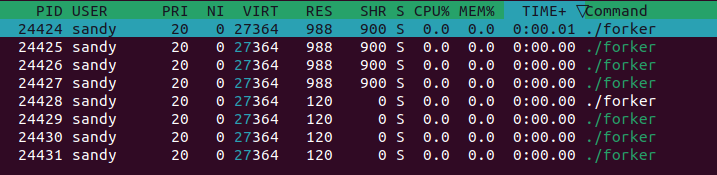 PID USER PRI NI VIRT RES SHR S CPU% MEM% TIME+ ▽Command
24424 sandy 20 0 27364 988 900 S 0.0 0.0 0:00.01 ./forker
24425 sandy 20 0 27364 988 900 S 0.0 0.0 0:00.00 ./forker
24426 sandy 20 0 27364 988 900 S 0.0 0.0 0:00.00 ./forker
24427 sandy 20 0 27364 988 900 S 0.0 0.0 0:00.00 ./forker
24428 sandy 20 0 27364 120 0 S 0.0 0.0 0:00.00 ./forker
24429 sandy 20 0 27364 120 0 S 0.0 0.0 0:00.00 ./forker
24430 sandy 20 0 27364 120 0 S 0.0 0.0 0:00.00 ./forker
24431 sandy 20 0 27364 120 0 S 0.0 0.0 0:00.00 ./forker